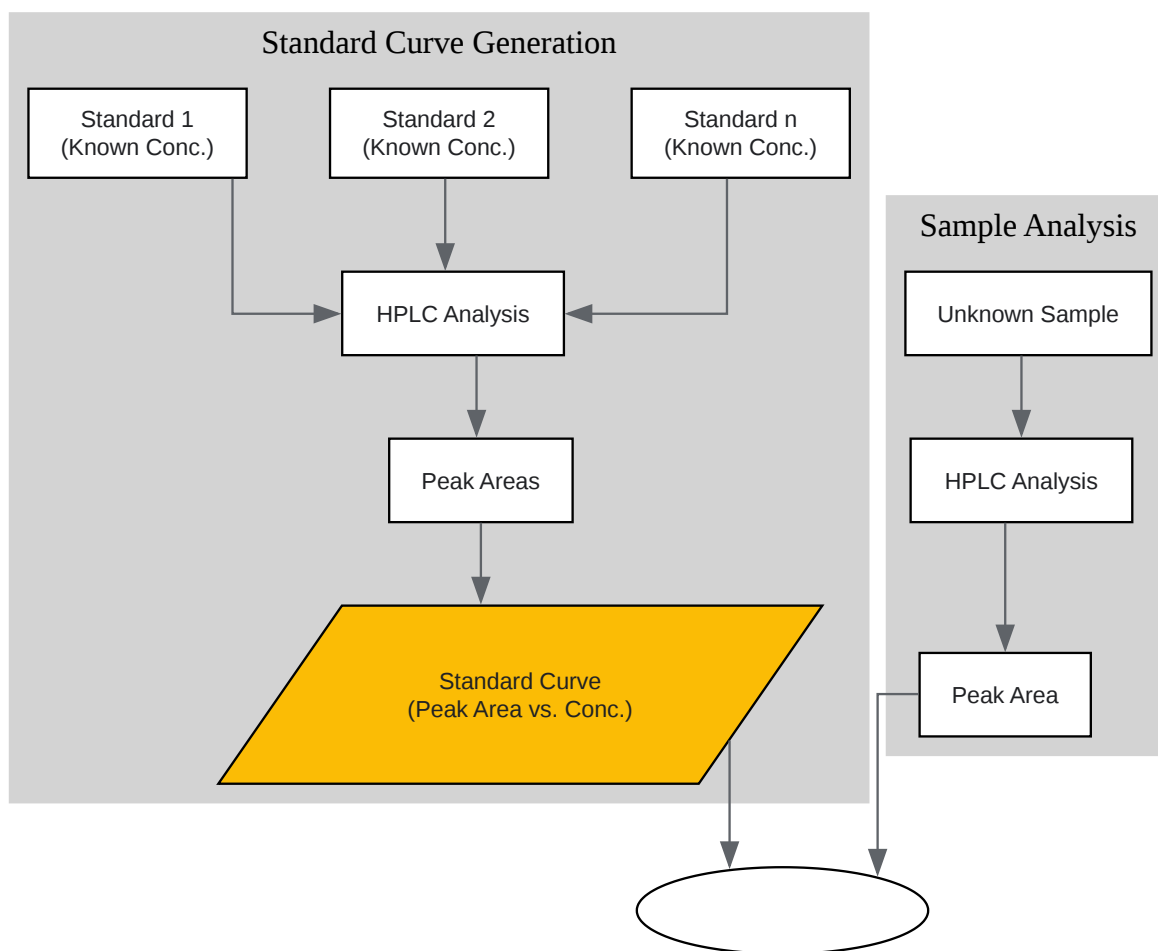 Standard Curve Generation
Standard 1
(Known Conc.)
Standard 2
(Known Conc.)
Standard n
(Known Conc.)
HPLC Analysis
Peak Areas
Standard Curve
(Peak Area vs. Conc.)
Sample Analysis
Unknown Sample
HPLC Analysis
Peak Area